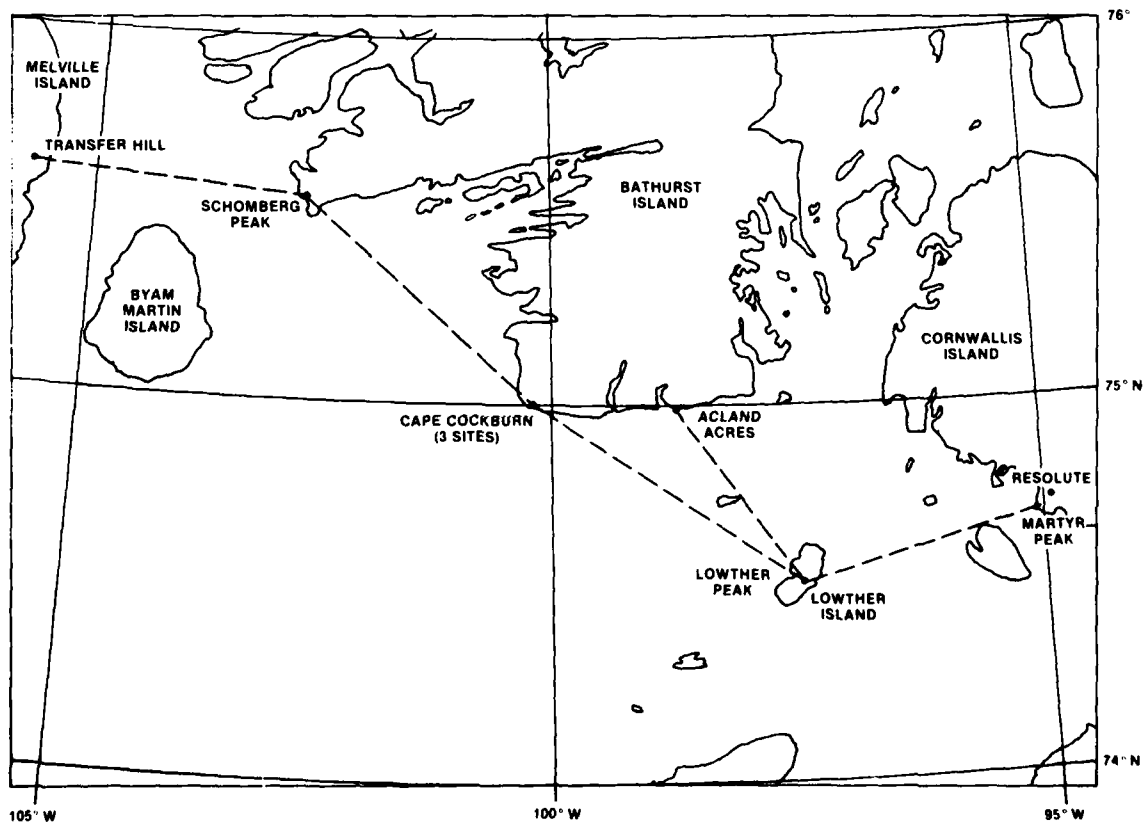 76°
MELVILLE
ISLAND
TRANSFER HILL
SCHOMBERG
PEAK
BATHURST
ISLAND
BYAM
MARTIN
ISLAND
CORNWALLIS
ISLAND
75° N
CAPE COCKBURN
(3 SITES)
ACLAND
ACRES
RESOLUTE
MARTYR
PEAK
LOWTHER
PEAK
LOWTHER
ISLAND
74° N
105° W
100° W
95° W